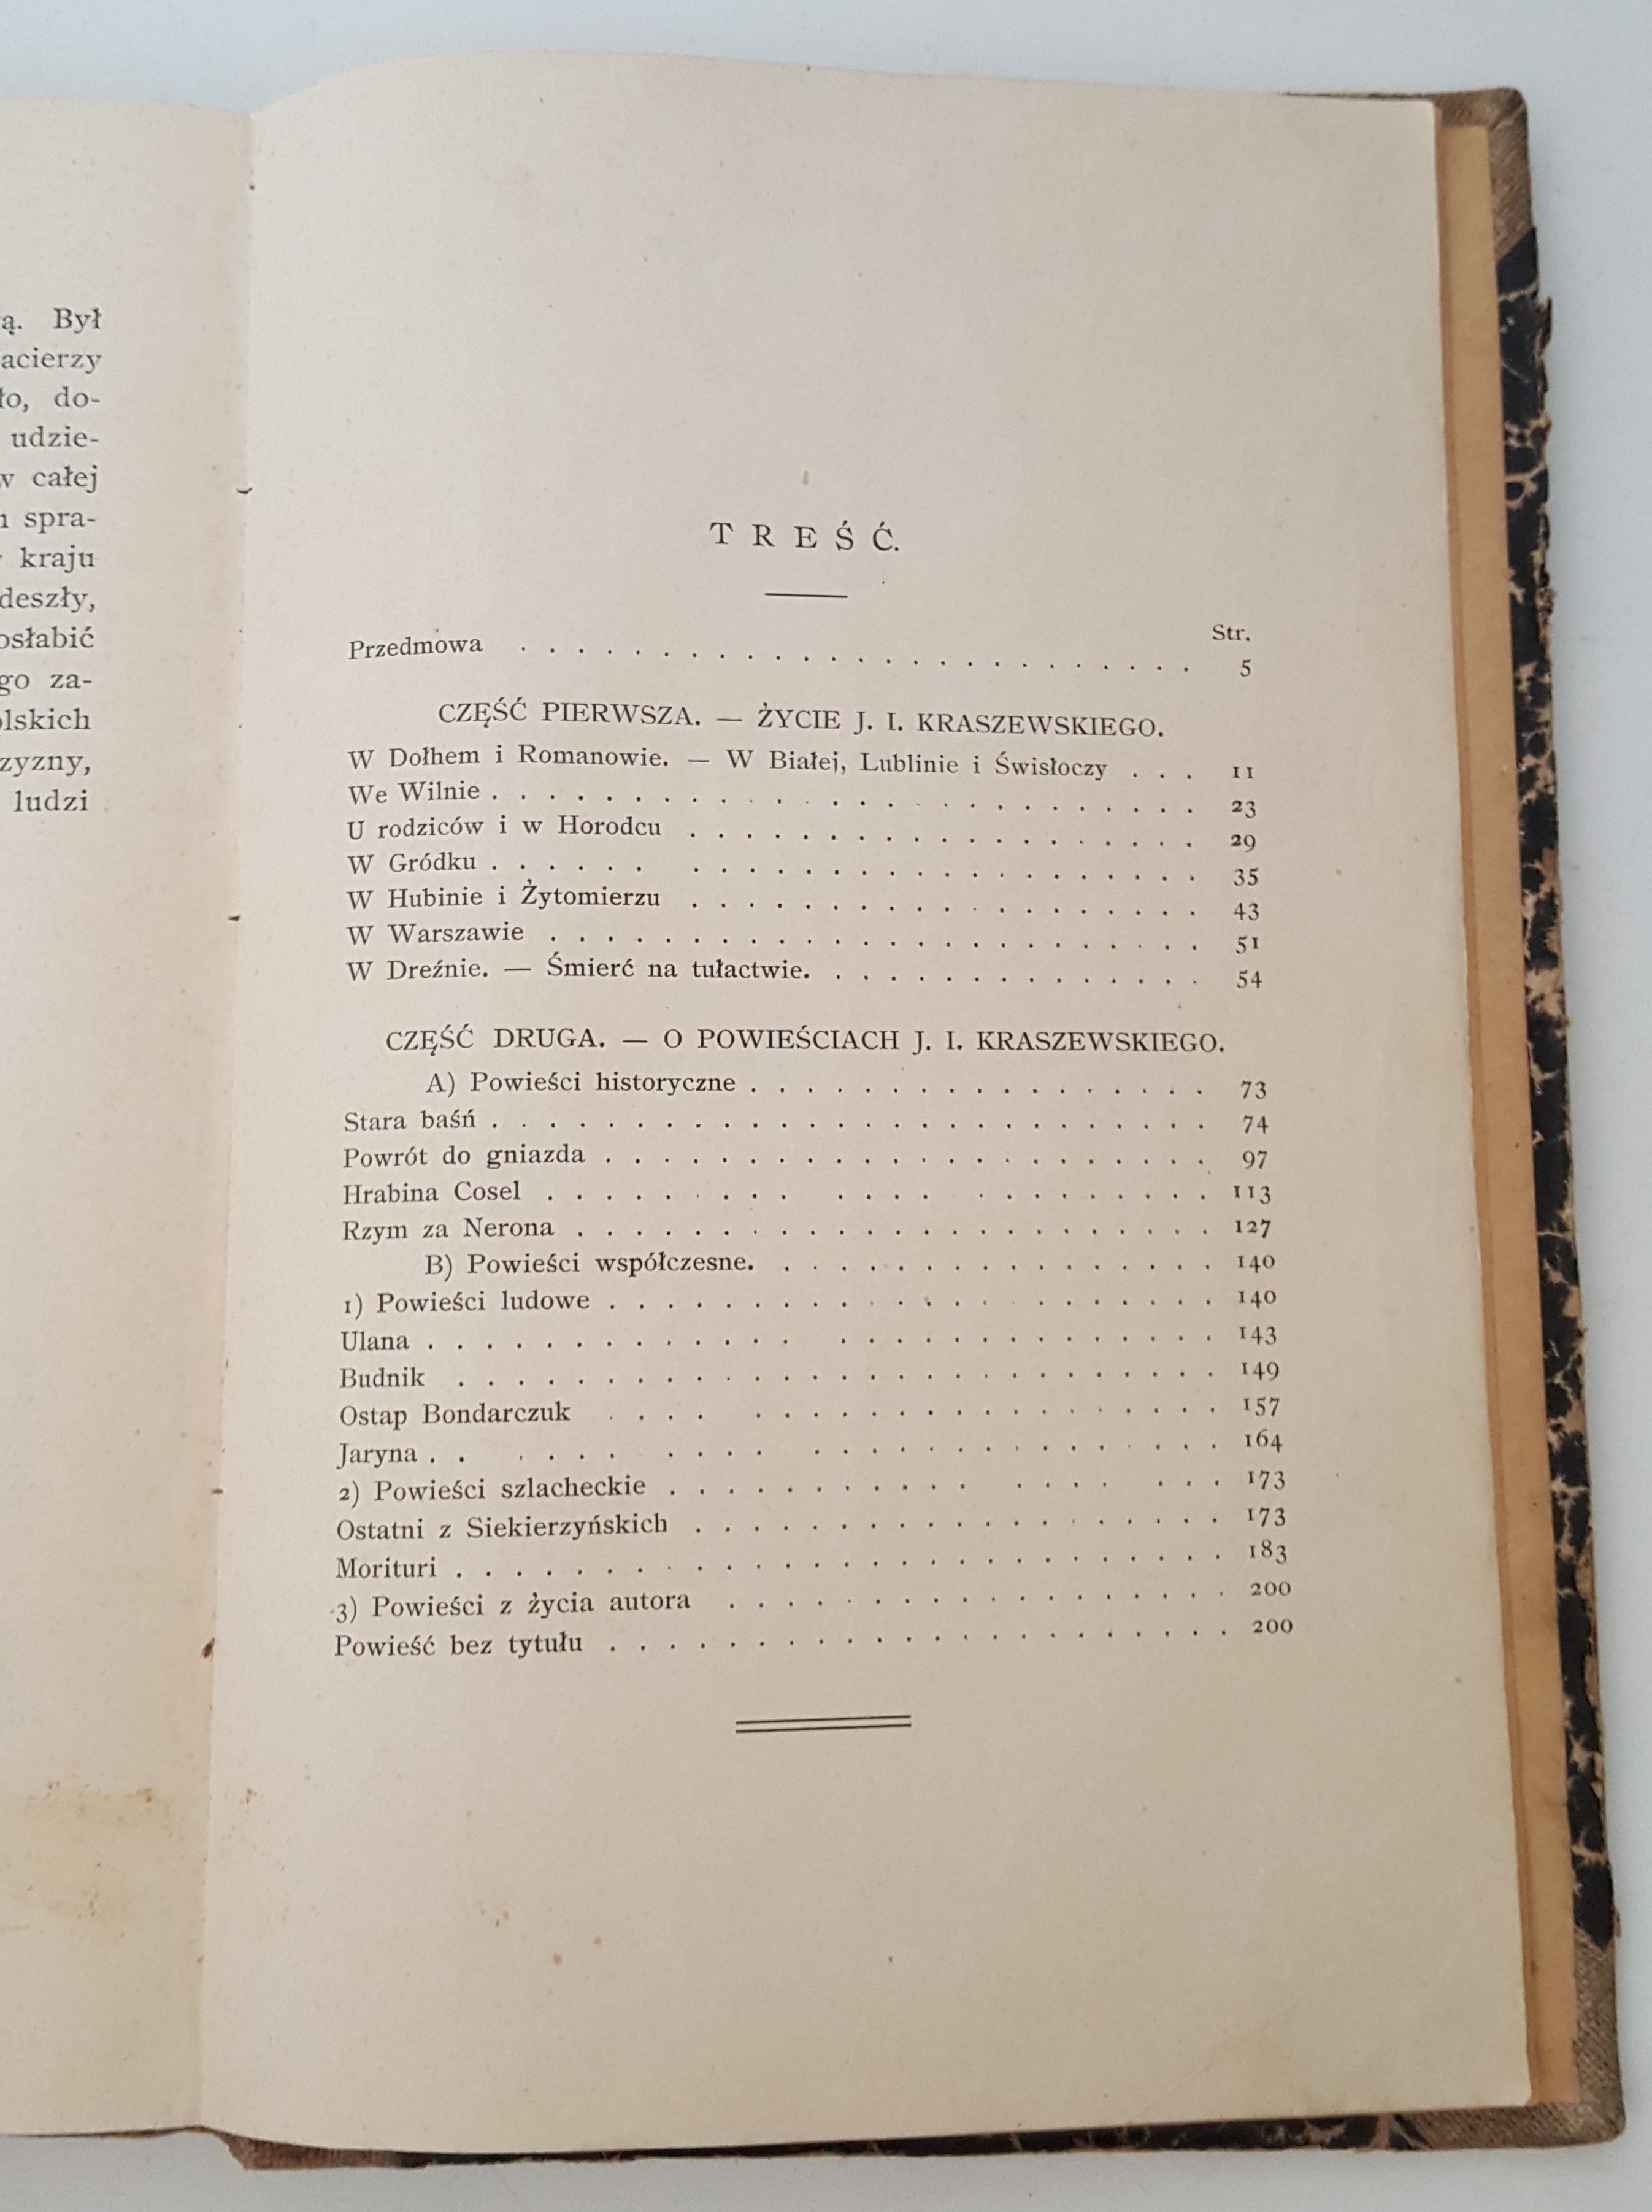 ą. Był
acierzy
ło, do-
udzie-
w całej
spra-
kraju
deszły,
osłabić
go za-
olskich
zyzny,
ludzi
TREŚĆ.
Str.
Przedmowa . . . . . . . . . . . . . . . . . . . . . . . . 5
CZĘŚĆ PIERWSZA. — ŻYCIE J. I. KRASZEWSKIEGO.
W Dołhem i Romanowie. — W Białej, Lublinie i Świsłoczy . . . 11
We Wilnie . . . . . . . . . . . . . . . . . . . . . . . . 23
U rodziców i w Horodcu . . . . . . . . . . . . . . . . . . 29
W Gródku . . . . . . . . . . . . . . . . . . . . . . . . 35
W Hubinie i Żytomierzu . . . . . . . . . . . . . . . . . . 43
W Warszawie . . . . . . . . . . . . . . . . . . . . . . . 51
W Dreźnie. — Śmierć na tułactwie. . . . . . . . . . . . . . 54
CZĘŚĆ DRUGA. — O POWIEŚCIACH J. I. KRASZEWSKIEGO.
A) Powieści historyczne . . . . . . . . . . . . . . . . 73
Stara baśń . . . . . . . . . . . . . . . . . . . . . . . . 74
Powrót do gniazda . . . . . . . . . . . . . . . . . . . . . 97
Hrabina Cosel . . . . . . . . . . . . . . . . . . . . . . 113
Rzym za Nerona . . . . . . . . . . . . . . . . . . . . . . 127
B) Powieści współczesne. . . . . . . . . . . . . . . . 140
1) Powieści ludowe . . . . . . . . . . . . . . . . . . . . 140
Ulana . . . . . . . . . . . . . . . . . . . . . . . . . . 143
Budnik . . . . . . . . . . . . . . . . . . . . . . . . . . 149
Ostap Bondarczuk . . . . . . . . . . . . . . . . . . . . 157
Jaryna . . . . . . . . . . . . . . . . . . . . . . . . . 164
2) Powieści szlacheckie . . . . . . . . . . . . . . . . . . 173
Ostatni z Siekierzyńskich . . . . . . . . . . . . . . . . . . 173
Morituri . . . . . . . . . . . . . . . . . . . . . . . . . 183
3) Powieści z życia autora . . . . . . . . . . . . . . . . . 200
Powieść bez tytułu . . . . . . . . . . . . . . . . . . . . . 200